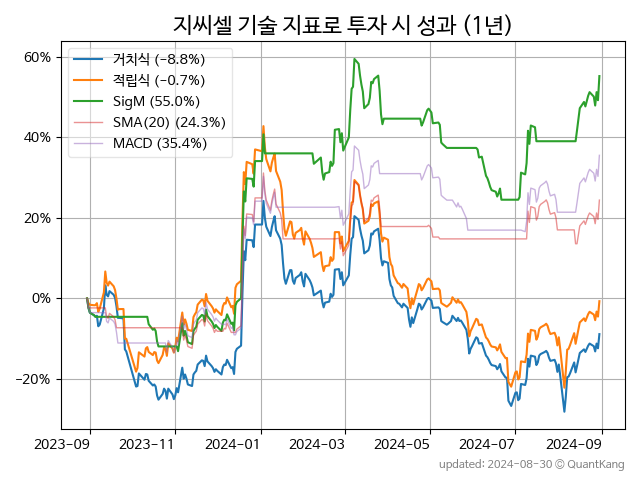 지씨셀 기술 지표로 투자 시 성과 (1년)
60%
40%
20%
0%
−20%
거치식 (−8.8%)
적립식 (−0.7%)
SigM (55.0%)
SMA(20) (24.3%)
MACD (35.4%)
2023−09 2023−11 2024−01 2024−03 2024−05 2024−07 2024−09
updated: 2024−08−30 © QuantKang